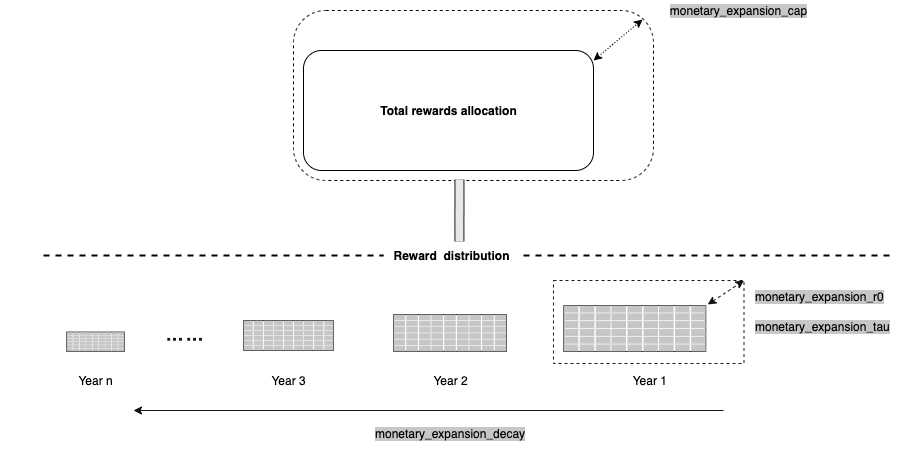 monetary_expansion_cap
Total rewards allocation
Reward distribution
monetary_expansion_r0
monetary_expansion_tau
Year n
Year 3
Year 2
Year 1
monetary_expansion_decay